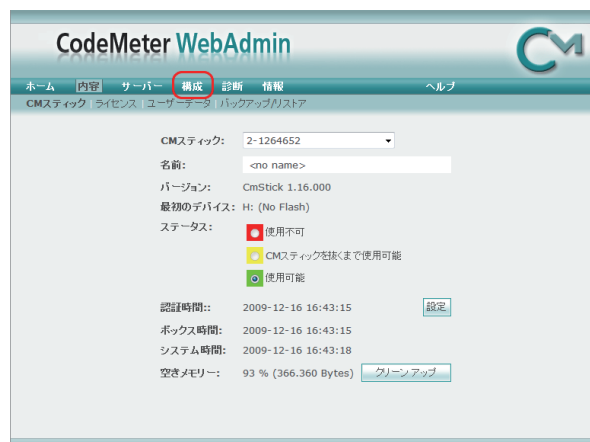 CodeMeter WebAdmin
CM
ホーム 内容 サーバー 構成 診断 情報 ヘルプ
CMスティック | ライセンス | ユーザーデータ | バックアップ/リストア
CMスティック: 2-1264652
名前: <no name>
バージョン: CmStick 1.16.000
最初のデバイス: H: (No Flash)
ステータス: 使用不可
CMスティックを抜くまで使用可能
使用可能
認証時間:: 2009-12-16 16:43:15 設定
ボックス時間: 2009-12-16 16:43:15
システム時間: 2009-12-16 16:43:18
空きメモリー: 93 % (366.360 Bytes) クリーン アップ